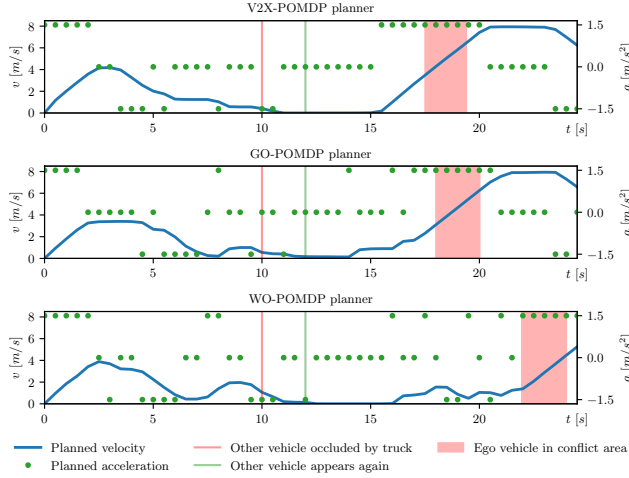 V2X-POMDP planner
v [m/s]
8
6
4
2
0
1.5
0.0
−1.5
a [m/s²]
0
5
10
15
20
t [s]
GO-POMDP planner
v [m/s]
8
6
4
2
0
1.5
0.0
−1.5
a [m/s²]
0
5
10
15
20
t [s]
WO-POMDP planner
v [m/s]
8
6
4
2
0
1.5
0.0
−1.5
a [m/s²]
0
5
10
15
20
t [s]
Planned velocity
Other vehicle occluded by truck
Ego vehicle in conflict area
Planned acceleration
Other vehicle appears again